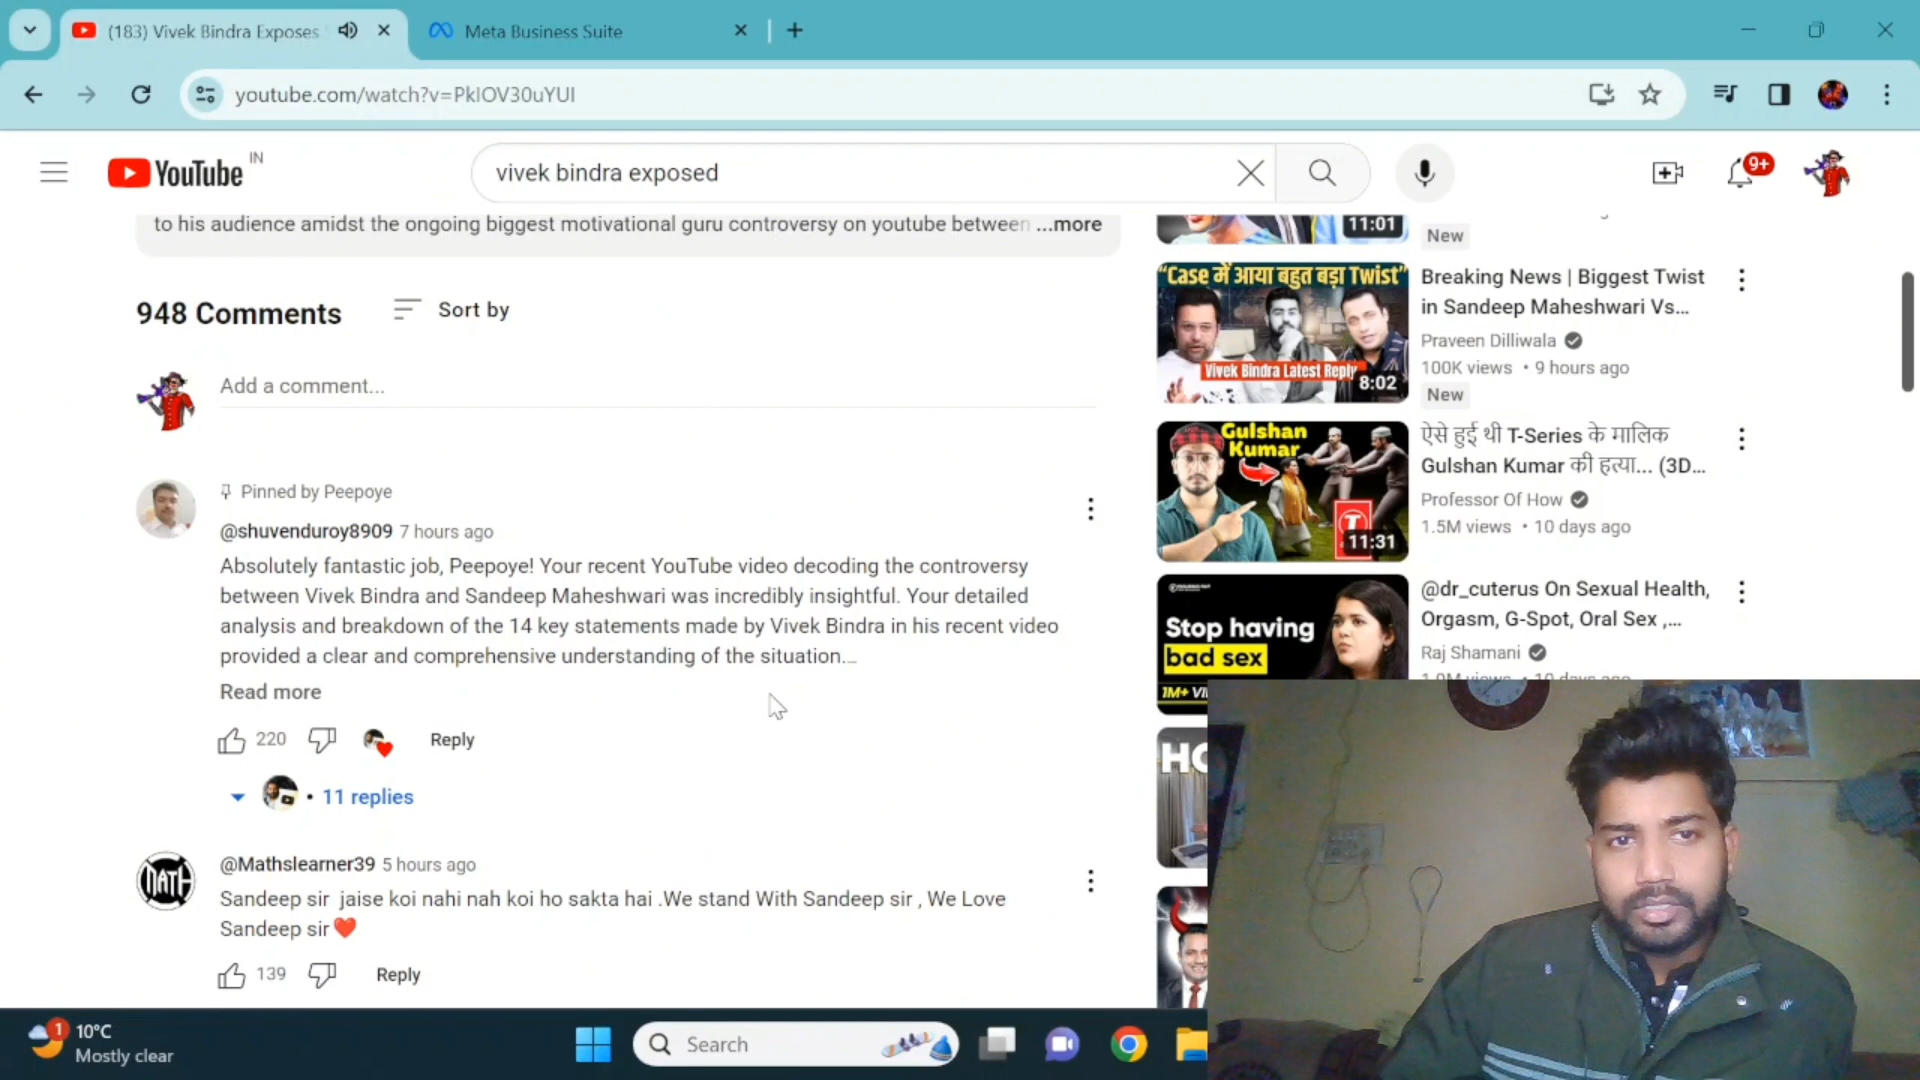 (183) Vivek Bindra Exposes
Meta Business Suite
youtube.com/watch?v=PkIOV30uYUI
YouTube IN
vivek bindra exposed
9+
to his audience amidst the ongoing biggest motivational guru controversy on youtube between ...more
948 Comments
Sort by
Add a comment...
Pinned by Peepoye
@shuvenduroy8909 7 hours ago
Absolutely fantastic job, Peepoye! Your recent YouTube video decoding the controversy
between Vivek Bindra and Sandeep Maheshwari was incredibly insightful. Your detailed
analysis and breakdown of the 14 key statements made by Vivek Bindra in his recent video
provided a clear and comprehensive understanding of the situation...
Read more
220
Reply
• 11 replies
MATH
@Mathslearner39 5 hours ago
Sandeep sir jaise koi nahi nah koi ho sakta hai .We stand With Sandeep sir , We Love
Sandeep sir❤️
139
Reply
11:01
New
"Case में आया बहुत बड़ा Twist"
Vivek Bindra Latest Reply
8:02
Breaking News | Biggest Twist
in Sandeep Maheshwari Vs...
Praveen Dilliwala
100K views • 9 hours ago
New
Gulshan
Kumar
T
11:31
ऐसे हुई थी T-Series के मालिक
Gulshan Kumar की हत्या... (3D...
Professor Of How
1.5M views • 10 days ago
Stop having
bad sex
@dr_cuterus On Sexual Health,
Orgasm, G-Spot, Oral Sex ,...
Raj Shamani
1.9M views • 10 days ago
1
10°C
Mostly clear
Search